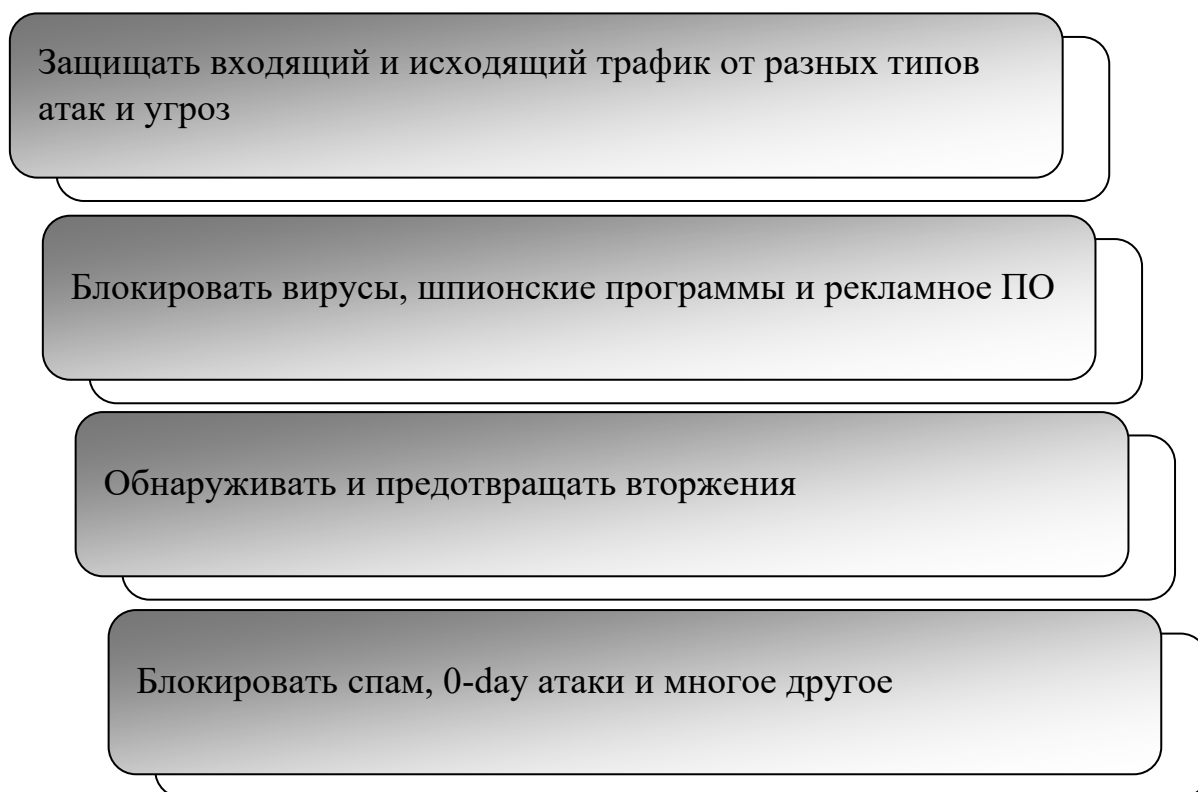 Защищать входящий и исходящий трафик от разных типов
атак и угроз
Блокировать вирусы, шпионские программы и рекламное ПО
Обнаруживать и предотвращать вторжения
Блокировать спам, 0-day атаки и многое другое